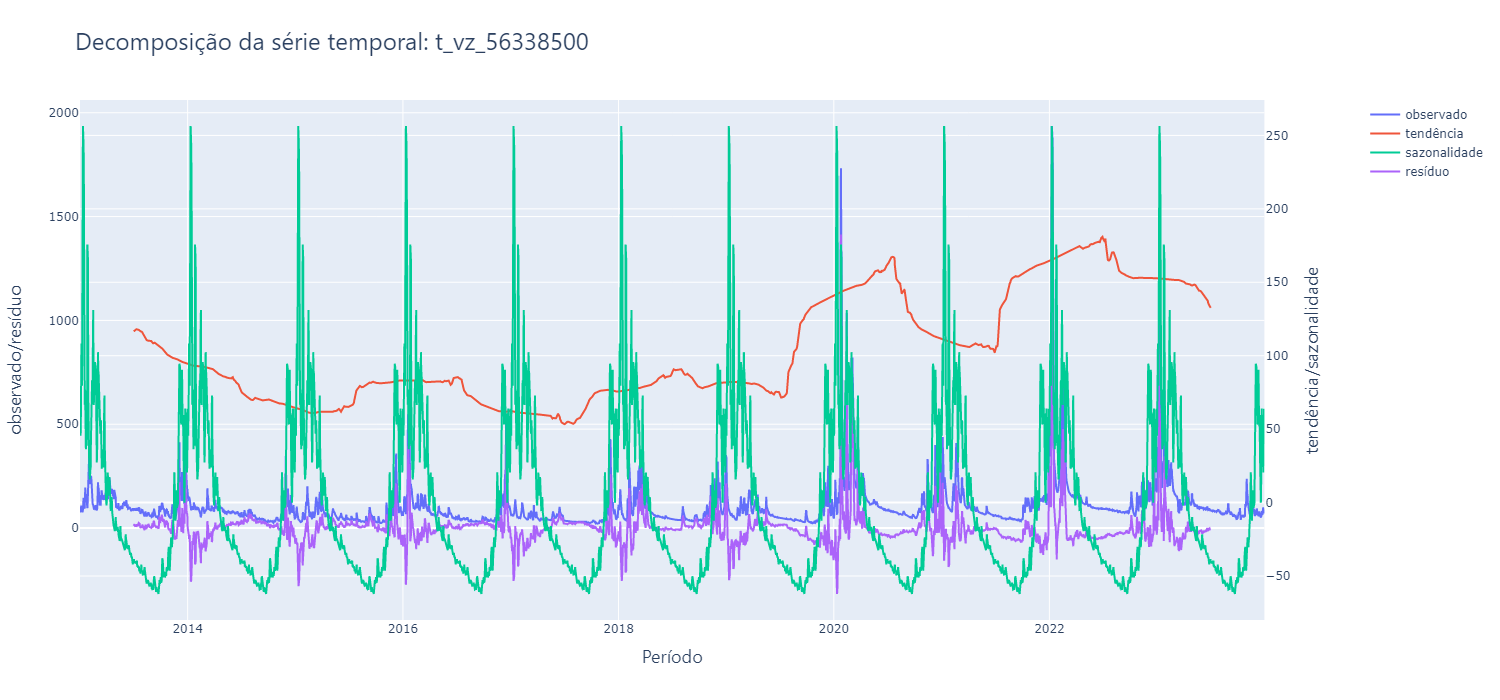 Decomposição da série temporal: t_vz_56338500
observado
tendência
sazonalidade
resíduo
2000
1500
1000
500
0
observado/resíduo
250
200
150
100
50
0
−50
tendência/sazonalidade
2014
2016
2018
2020
2022
Período